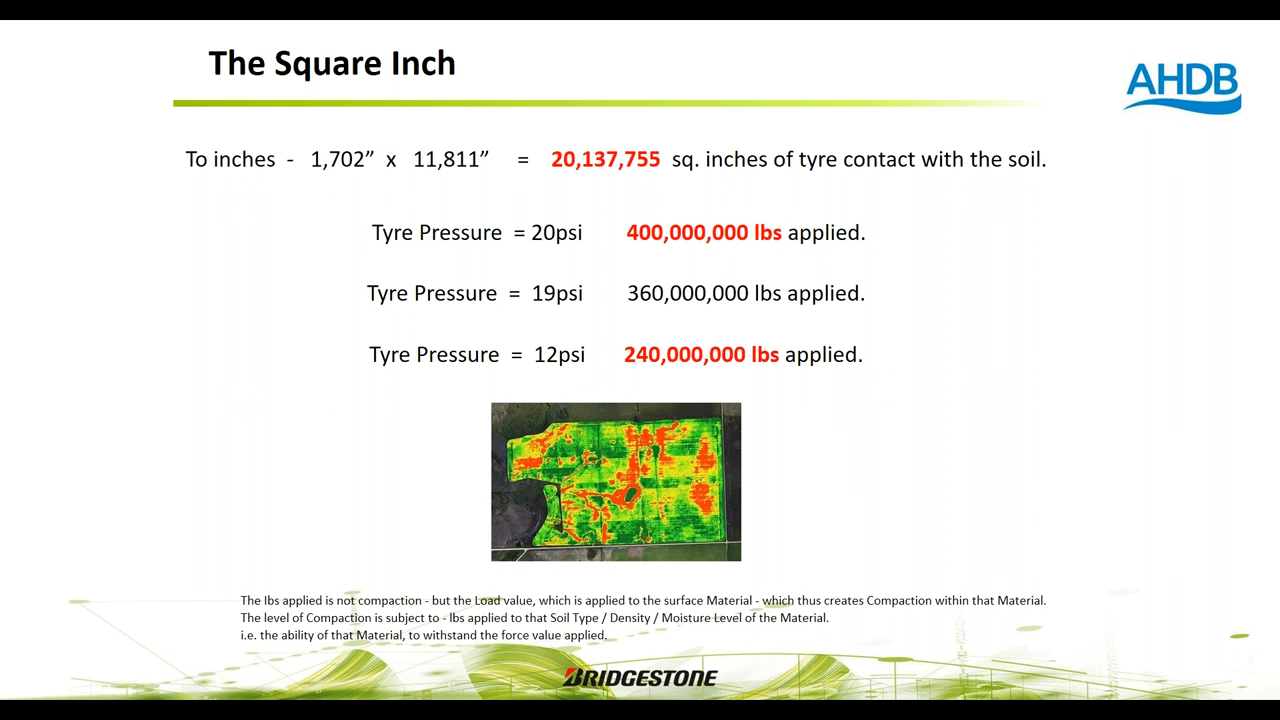 The Square Inch
AHDB
To inches - 1,702” x 11,811” = 20,137,755 sq. inches of tyre contact with the soil.
Tyre Pressure = 20psi 400,000,000 lbs applied.
Tyre Pressure = 19psi 360,000,000 lbs applied.
Tyre Pressure = 12psi 240,000,000 lbs applied.
The lbs applied is not compaction - but the Load value, which is applied to the surface Material - which thus creates Compaction within that Material.
The level of Compaction is subject to - lbs applied to that Soil Type / Density / Moisture Level of the Material.
i.e. the ability of that Material, to withstand the force value applied.
BRIDGESTONE